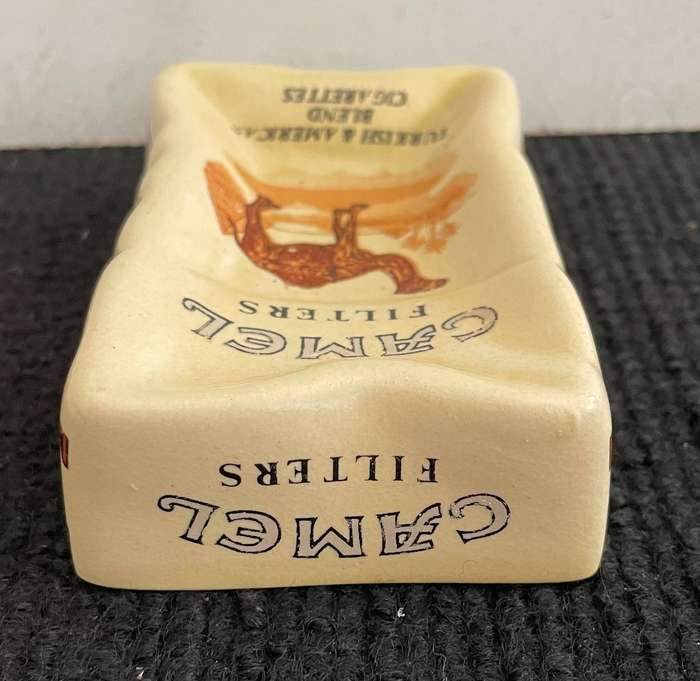 CAMEL
FILTERS
CAMEL
FILTERS
TURKISH & AMERICAN
BLEND
CIGARETTES